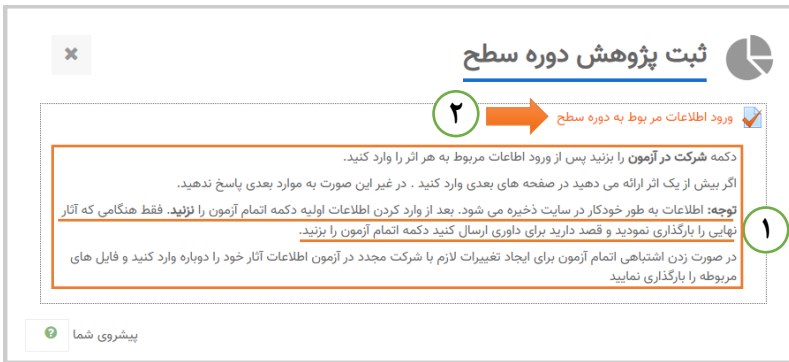 ثبت پژوهش دوره سطح
ورود اطلاعات مر بوط به دوره سطح
۲
دکمه شرکت در آزمون را بزنید پس از ورود اطاعات مربوط به هر اثر را وارد کنید.
اگر بیش از یک اثر ارائه می دهید در صفحه های بعدی وارد کنید . در غیر این صورت به موارد بعدی پاسخ ندهید.
توجه: اطلاعات به طور خودکار در سایت ذخیره می شود. بعد از وارد کردن اطلاعات اولیه دکمه اتمام آزمون را نزنید. فقط هنگامی که آثار
نهایی را بارگذاری نمودید و قصد دارید برای داوری ارسال کنید دکمه اتمام آزمون را بزنید.
۱
در صورت زدن اشتباهی اتمام آزمون برای ایجاد تغییرات لازم با شرکت مجدد در آزمون اطلاعات آثار خود را دوباره وارد کنید و فایل های
مربوطه را بارگذاری نمایید
پیشروی شما